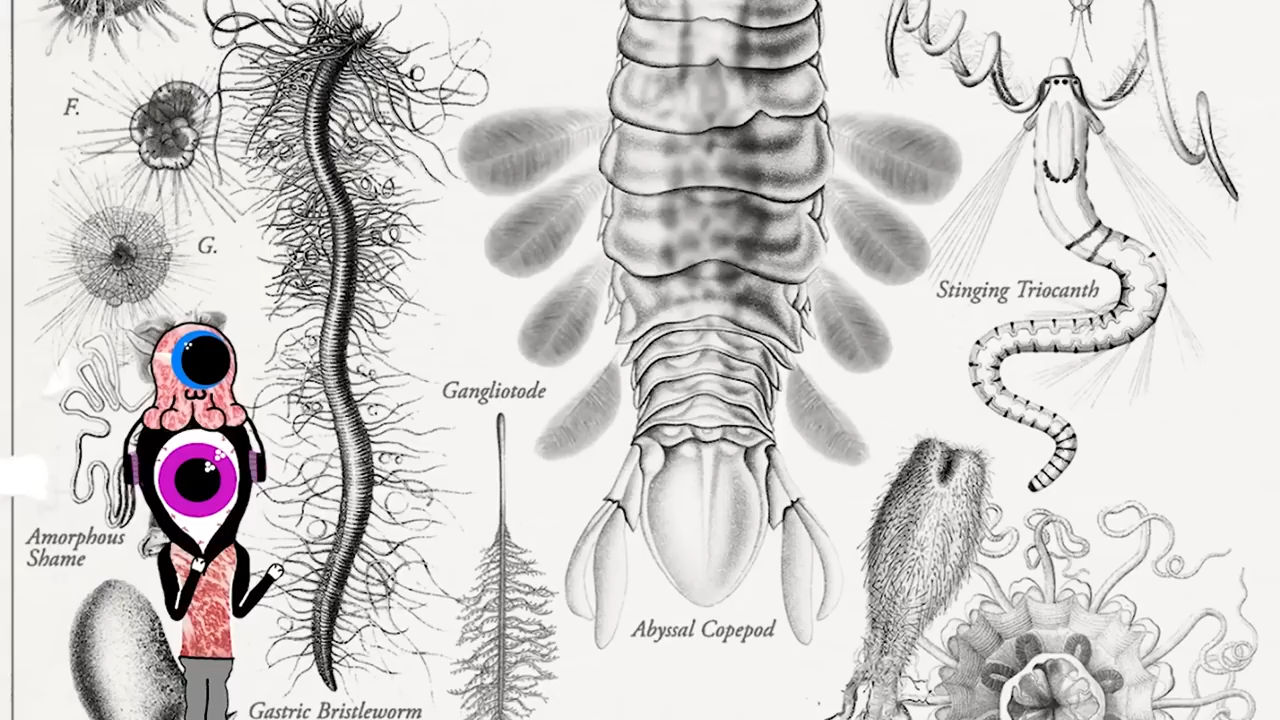 F.
G.
Stinging Triocanth
Gangliotode
Amorphous
Shame
Abyssal Copepod
Gastric Bristleworm